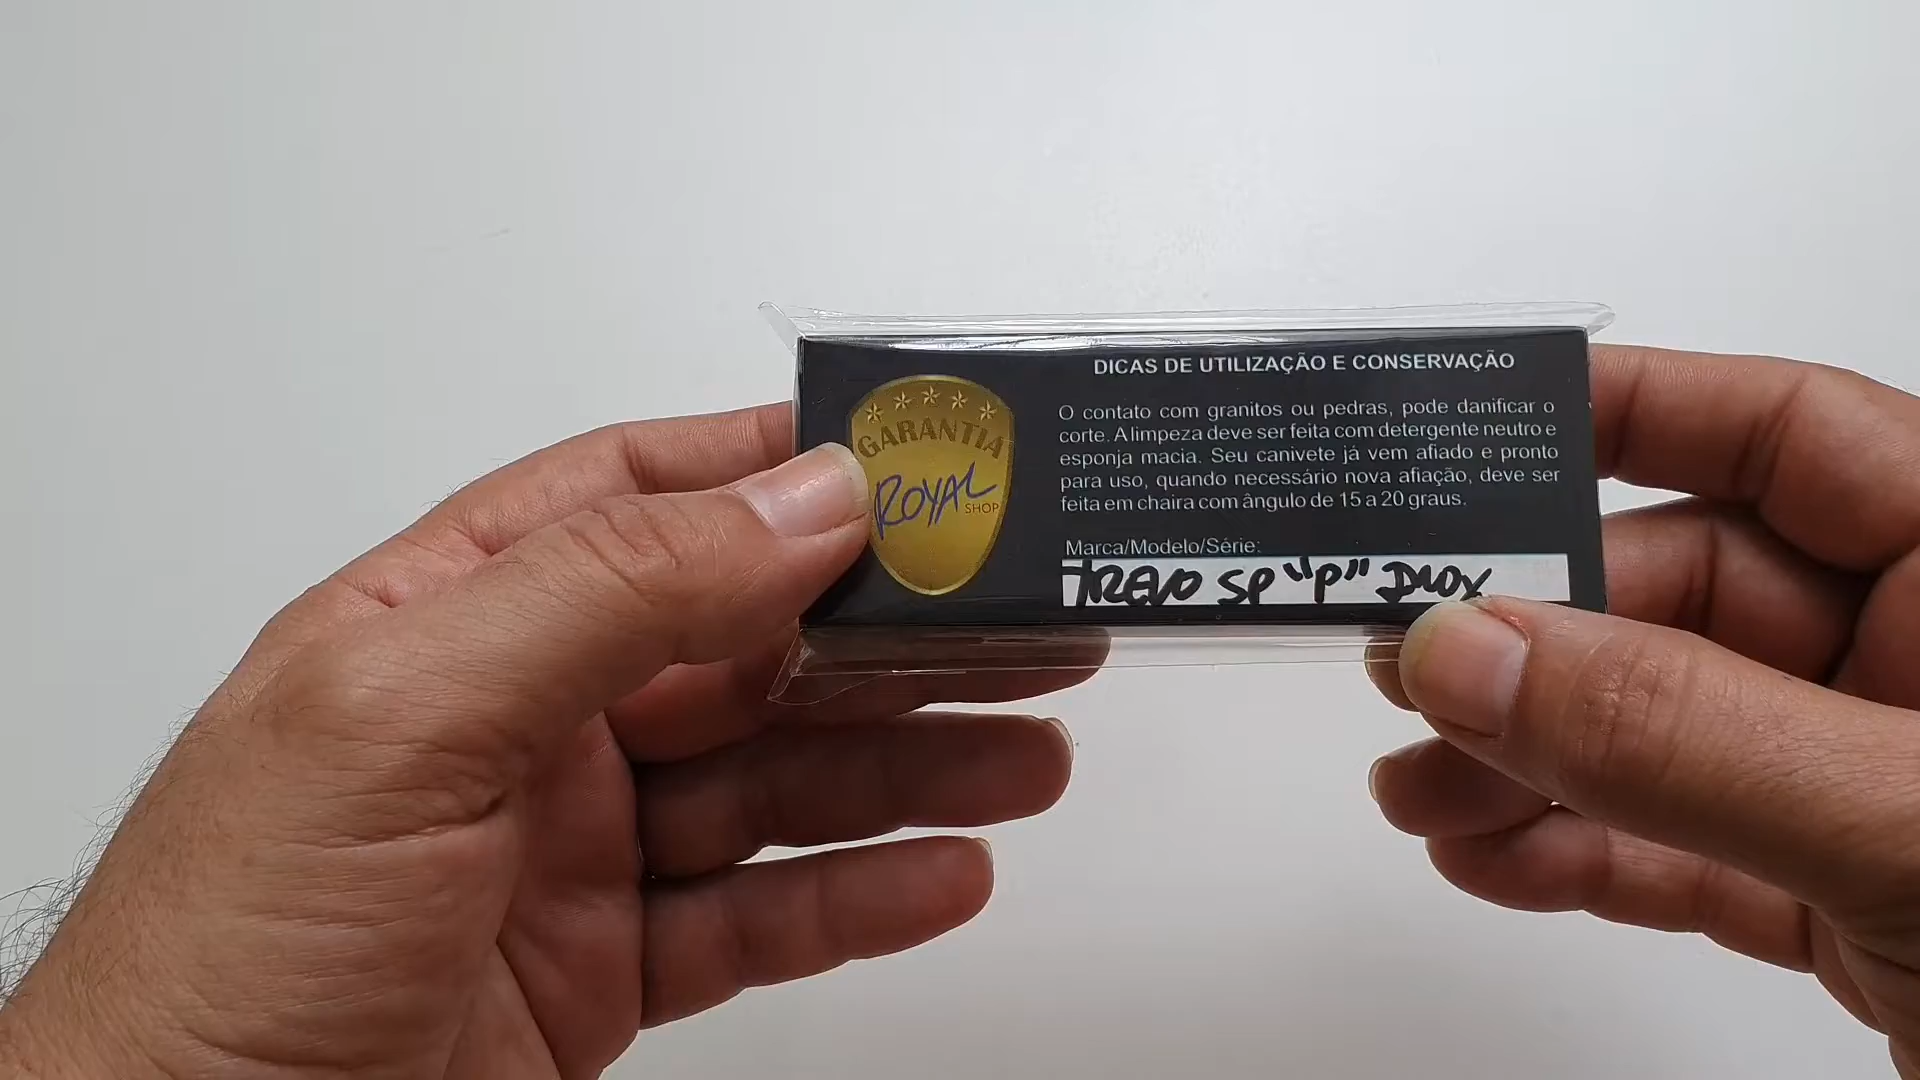 GARANTIA
ROYAL
SHOP
DICAS DE UTILIZAÇÃO E CONSERVAÇÃO
O contato com granitos ou pedras, pode danificar o
corte. A limpeza deve ser feita com detergente neutro e
esponja macia. Seu canivete já vem afiado e pronto
para uso, quando necessário nova afiação, deve ser
feita em chaira com ângulo de 15 a 20 graus.
Marca/Modelo/Série:
TREVO SP "P" INOX